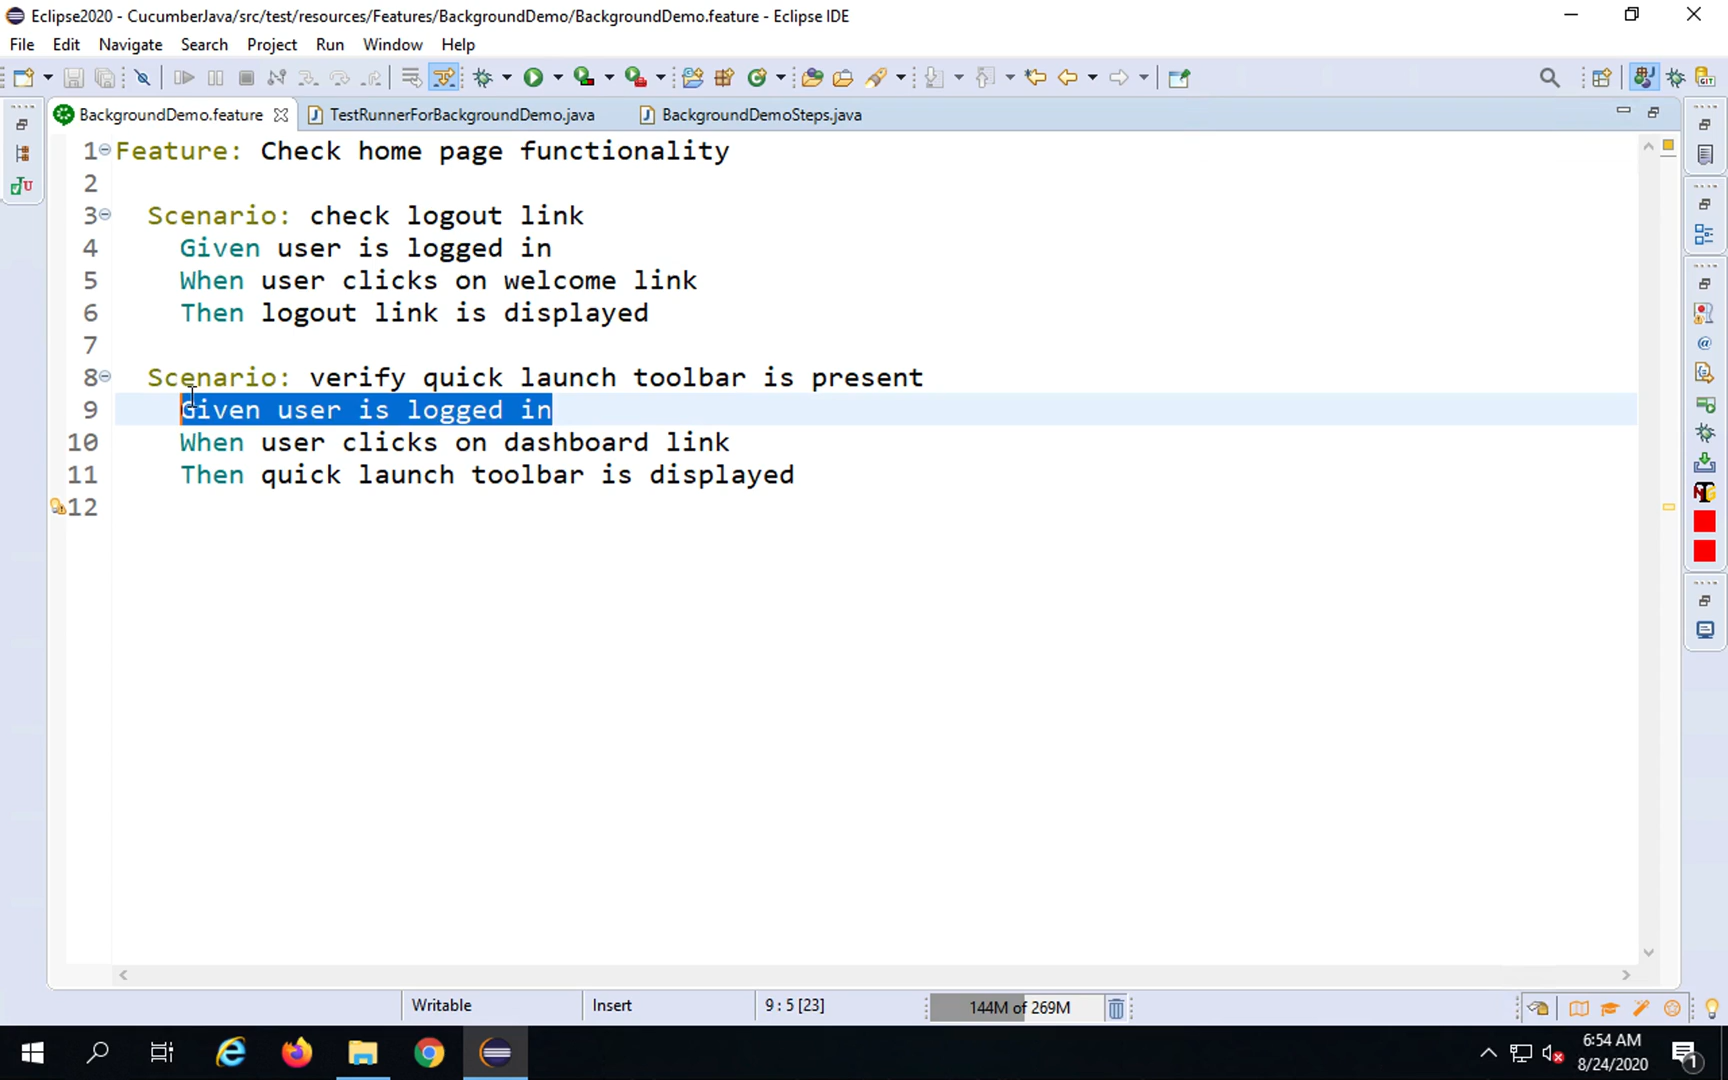 Eclipse2020 - CucumberJava/src/test/resources/Features/BackgroundDemo/BackgroundDemo.feature - Eclipse IDE
File Edit Navigate Search Project Run Window Help
BackgroundDemo.feature TestRunnerForBackgroundDemo.java BackgroundDemoSteps.java
1 Feature: Check home page functionality
2
3 Scenario: check logout link
4 Given user is logged in
5 When user clicks on welcome link
6 Then logout link is displayed
7
8 Scenario: verify quick launch toolbar is present
9 Given user is logged in
10 When user clicks on dashboard link
11 Then quick launch toolbar is displayed
12
Writable Insert 9 : 5 [23] 144M of 269M
6:54 AM
8/24/2020
1